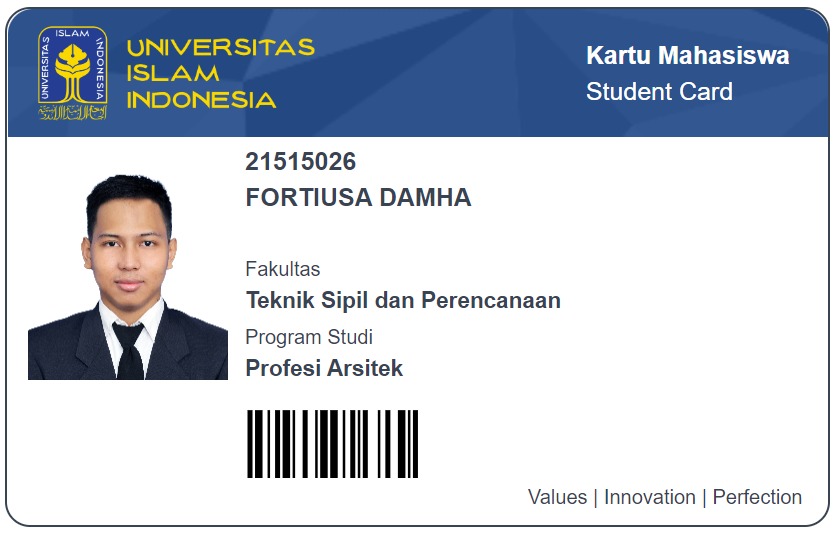 UNIVERSITAS
ISLAM
INDONESIA
UNIVERSITAS
ISLAM
INDONESIA
Kartu Mahasiswa
Student Card
21515026
FORTIUSA DAMHA
Fakultas
Teknik Sipil dan Perencanaan
Program Studi
Profesi Arsitek
Values | Innovation | Perfection